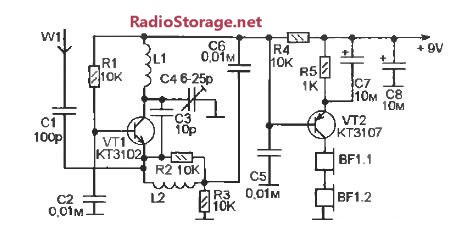 RadioStorage.net
W1
R1
10K
L1
C6
0,01м
R4
10K
+ 9V
C4 6-25p
R5
1K
+
C7
10м
+
C8
10м
C1
100p
VT1
КТ3102
C3
10p
VT2
КТ3107
R2 10K
BF1.1
C2
0,01м
L2
R3
10K
C5
0,01м
BF1.2